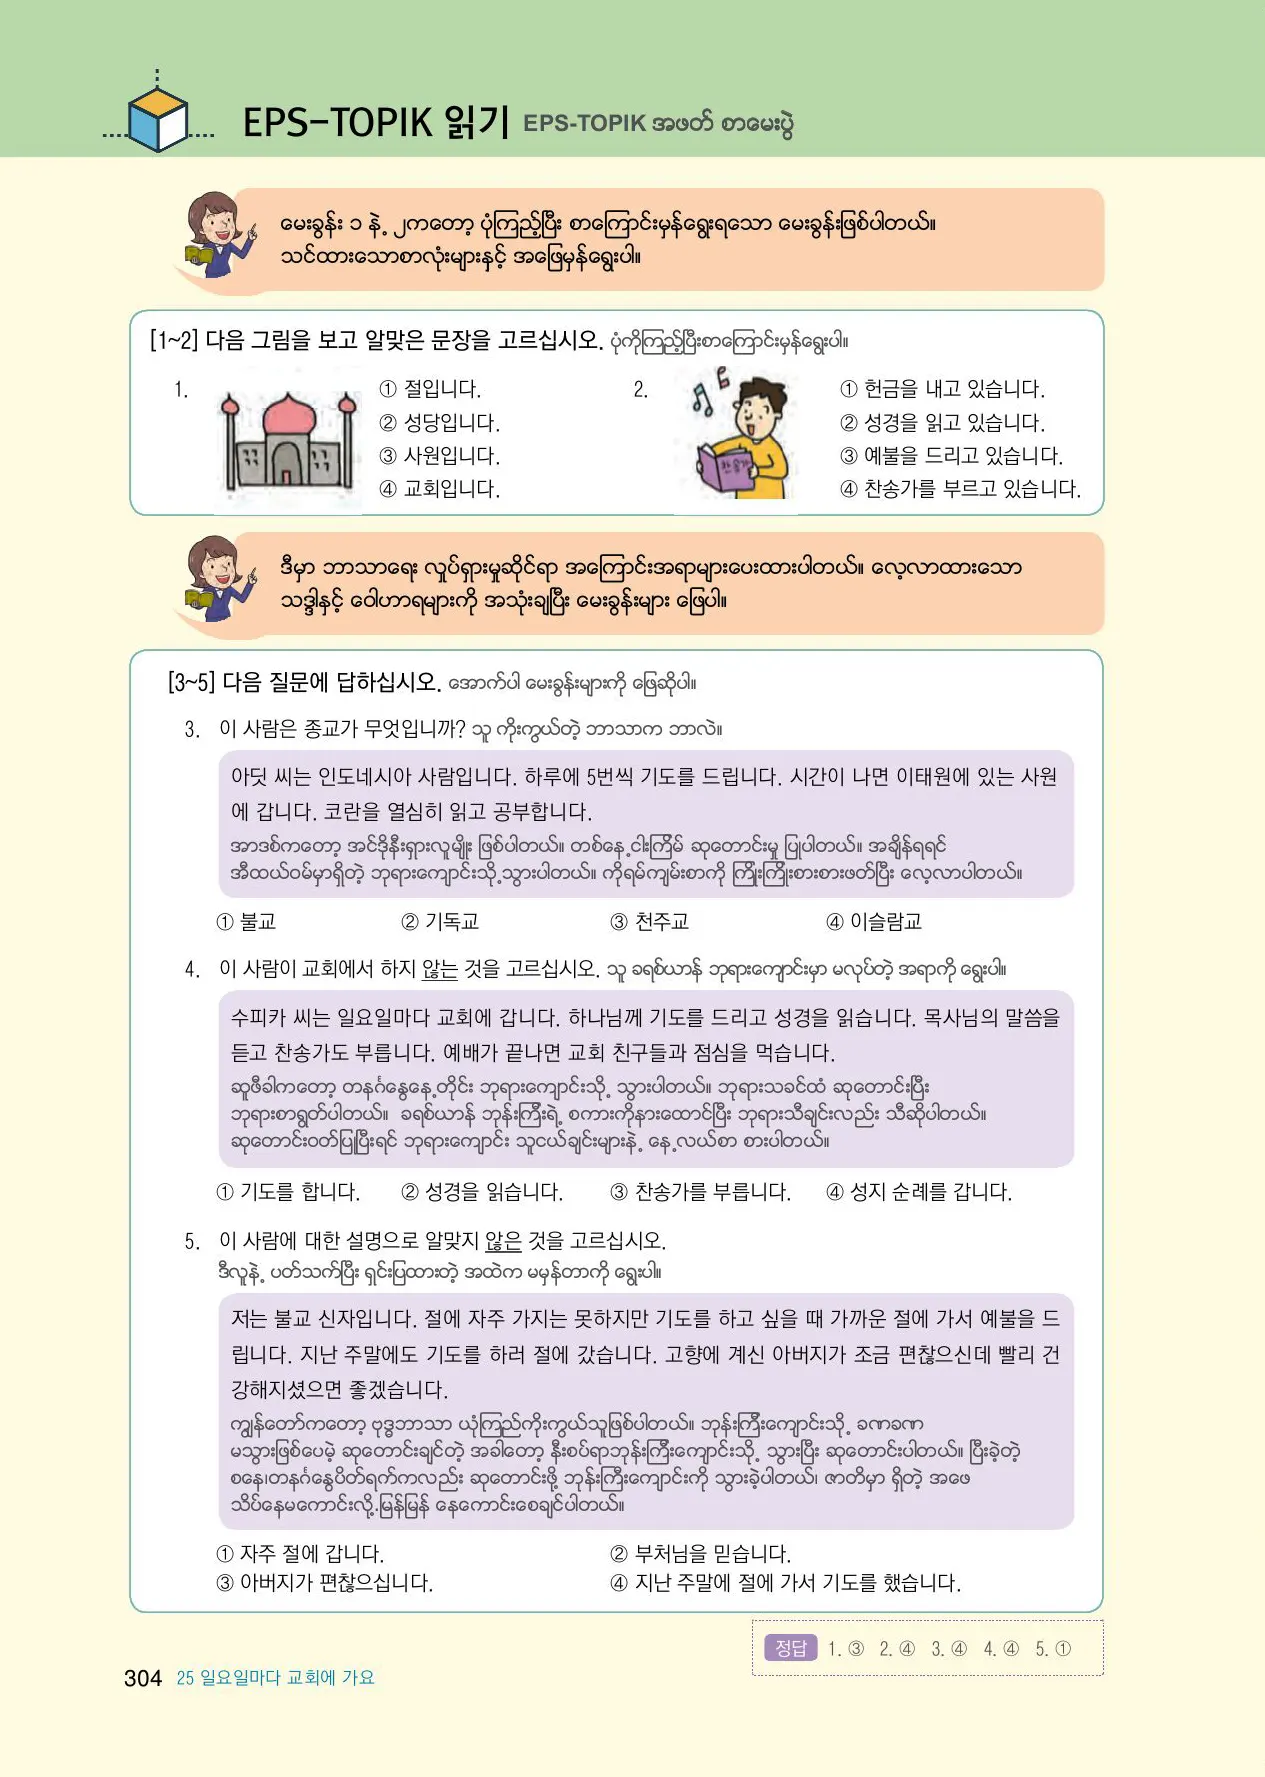 EPS-TOPIK 읽기 EPS-TOPIK အဖတ် စာမေးပွဲ
မေးခွန်း ၁ နဲ့ ၂ကတော့ ပုံကြည့်ပြီး စာကြောင်းမှန်ရွေးရသော မေးခွန်းဖြစ်ပါတယ်။
သင်ထားသောစာလုံးများနှင့် အဖြေမှန်ရွေးပါ။
[1~2] 다음 그림을 보고 알맞은 문장을 고르십시오. ပုံကိုကြည့်ပြီးစာကြောင်းမှန်ရွေးပါ။
1.
① 절입니다.
② 성당입니다.
③ 사원입니다.
④ 교회입니다.
2.
찬송가
① 헌금을 내고 있습니다.
② 성경을 읽고 있습니다.
③ 예불을 드리고 있습니다.
④ 찬송가를 부르고 있습니다.
ဒီမှာ ဘာသာရေး လှုပ်ရှားမှုဆိုင်ရာ အကြောင်းအရာများပေးထားပါတယ်။ လေ့လာထားသော
သဒ္ဒါနှင့် ဝေါဟာရများကို အသုံးချပြီး မေးခွန်းများ ဖြေပါ။
[3~5] 다음 질문에 답하십시오. အောက်ပါ မေးခွန်းများကို ဖြေဆိုပါ။
3. 이 사람은 종교가 무엇입니까? သူ ကိုးကွယ်တဲ့ ဘာသာက ဘာလဲ။
아딧 씨는 인도네시아 사람입니다. 하루에 5번씩 기도를 드립니다. 시간이 나면 이태원에 있는 사원
에 갑니다. 코란을 열심히 읽고 공부합니다.
အာဒစ်ကတော့ အင်ဒိုနီးရှားလူမျိုး ဖြစ်ပါတယ်။ တစ်နေ့ ငါးကြိမ် ဆုတောင်းမှု ပြုပါတယ်။ အချိန်ရရင်
အီထယ်ဝမ်မှာရှိတဲ့ ဘုရားကျောင်းသို့ သွားပါတယ်။ ကိုရမ်ကျမ်းစာကို ကြိုးကြိုးစားစားဖတ်ပြီး လေ့လာပါတယ်။
① 불교 ② 기독교 ③ 천주교 ④ 이슬람교
4. 이 사람이 교회에서 하지 않는 것을 고르십시오. သူ ခရစ်ယာန် ဘုရားကျောင်းမှာ မလုပ်တဲ့ အရာကို ရွေးပါ။
수피카 씨는 일요일마다 교회에 갑니다. 하나님께 기도를 드리고 성경을 읽습니다. 목사님의 말씀을
듣고 찬송가도 부릅니다. 예배가 끝나면 교회 친구들과 점심을 먹습니다.
ဆူဖီခါကတော့ တနင်္ဂနွေနေ့တိုင်း ဘုရားကျောင်းသို့ သွားပါတယ်။ ဘုရားသခင်ထံ ဆုတောင်းပြီး
ဘုရားစာရွတ်ပါတယ်။ ခရစ်ယာန် ဘုန်းကြီးရဲ့ စကားကိုနားထောင်ပြီး ဘုရားသီချင်းလည်း သီဆိုပါတယ်။
ဆုတောင်းဝတ်ပြုပြီးရင် ဘုရားကျောင်း သူငယ်ချင်းများနဲ့ နေ့လယ်စာ စားပါတယ်။
① 기도를 합니다. ② 성경을 읽습니다. ③ 찬송가를 부릅니다. ④ 성지 순례를 갑니다.
5. 이 사람에 대한 설명으로 알맞지 않은 것을 고르십시오.
ဒီလူနဲ့ ပတ်သက်ပြီး ရှင်းပြထားတဲ့ အထဲက မမှန်တာကို ရွေးပါ။
저는 불교 신자입니다. 절에 자주 가지는 못하지만 기도를 하고 싶을 때 가까운 절에 가서 예불을 드
립니다. 지난 주말에도 기도를 하러 절에 갔습니다. 고향에 계신 아버지가 조금 편찮으신데 빨리 건
강해지셨으면 좋겠습니다.
ကျွန်တော်ကတော့ ဗုဒ္ဓဘာသာ ယုံကြည်ကိုးကွယ်သူဖြစ်ပါတယ်။ ဘုန်းကြီးကျောင်းသို့ ခဏခဏ
မသွားဖြစ်ပေမဲ့ ဆုတောင်းချင်တဲ့ အခါတော့ နီးစပ်ရာဘုန်းကြီးကျောင်းသို့ သွားပြီး ဆုတောင်းပါတယ်။ ပြီးခဲ့တဲ့
စနေ၊တနင်္ဂနွေပိတ်ရက်ကလည်း ဆုတောင်းဖို့ ဘုန်းကြီးကျောင်းကို သွားခဲ့ပါတယ်၊ ဇာတိမှာ ရှိတဲ့ အဖေ
သိပ်နေမကောင်းလို့ မြန်မြန် နေကောင်းစေချင်ပါတယ်။
① 자주 절에 갑니다. ② 부처님을 믿습니다.
③ 아버지가 편찮으십니다. ④ 지난 주말에 절에 가서 기도를 했습니다.
정답 1. ③ 2. ④ 3. ④ 4. ④ 5. ①
304 25 일요일마다 교회에 가요